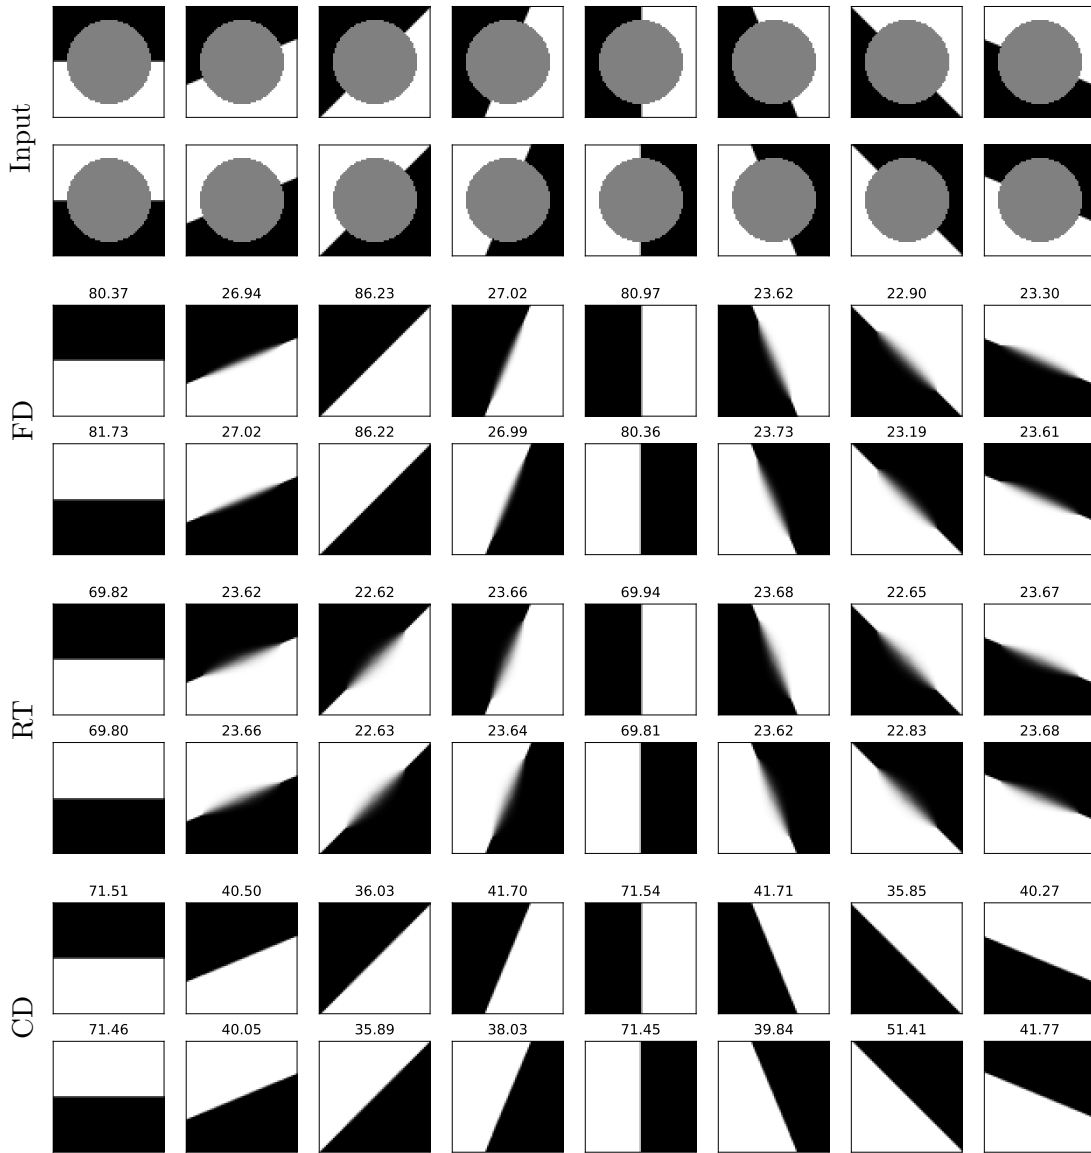 Input
FD
80.37 26.94 86.23 27.02 80.97 23.62 22.90 23.30
81.73 27.02 86.22 26.99 80.36 23.73 23.19 23.61
RT
69.82 23.62 22.62 23.66 69.94 23.68 22.65 23.67
69.80 23.66 22.63 23.64 69.81 23.62 22.83 23.68
CD
71.51 40.50 36.03 41.70 71.54 41.71 35.85 40.27
71.46 40.05 35.89 38.03 71.45 39.84 51.41 41.77